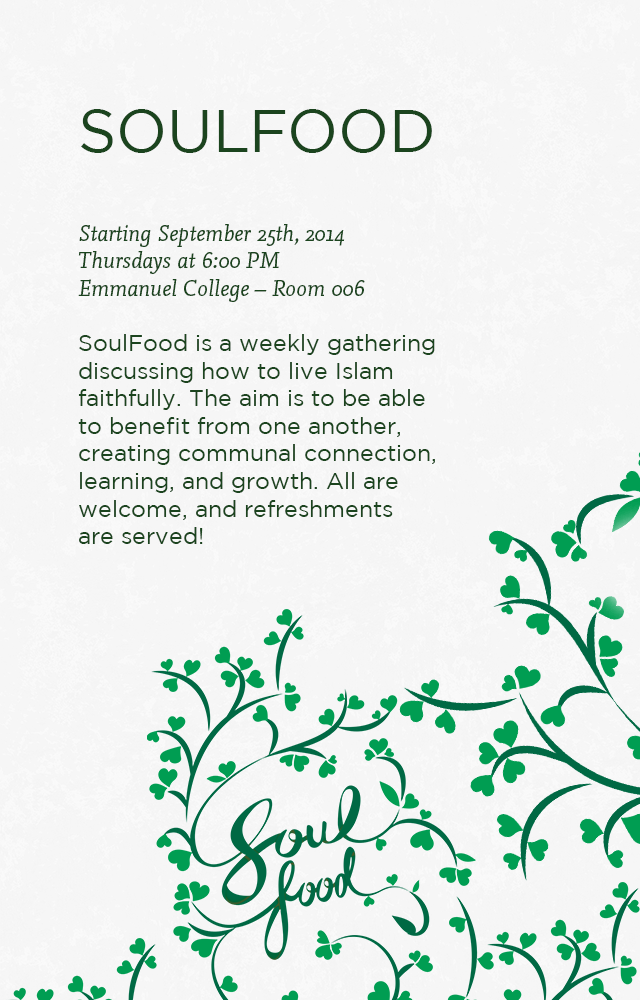 SOULFOOD
Starting September 25th, 2014
Thursdays at 6:00 PM
Emmanuel College – Room 006
SoulFood is a weekly gathering
discussing how to live Islam
faithfully. The aim is to be able
to benefit from one another,
creating communal connection,
learning, and growth. All are
welcome, and refreshments
are served!
Soul
food